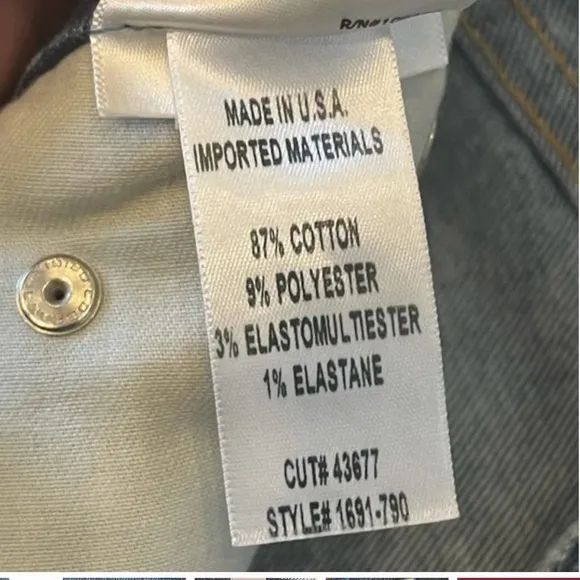 MADE IN U.S.A.
IMPORTED MATERIALS
87% COTTON
9% POLYESTER
3% ELASTOMULTIESTER
1% ELASTANE
CUT# 43677
STYLE# 1691-790